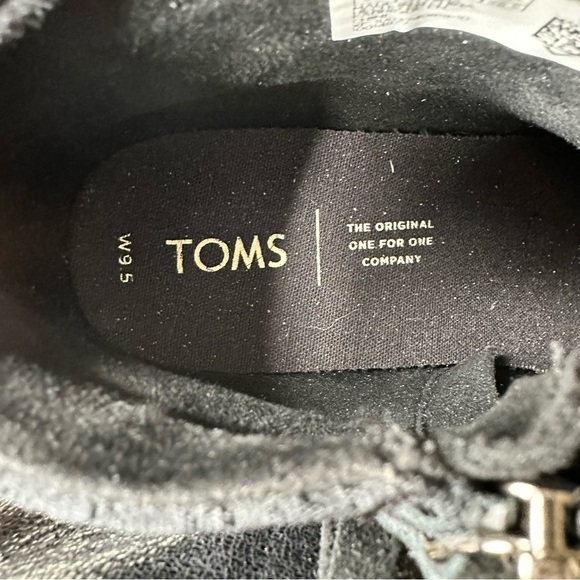 W9.5
TOMS
THE ORIGINAL
ONE FOR ONE
COMPANY